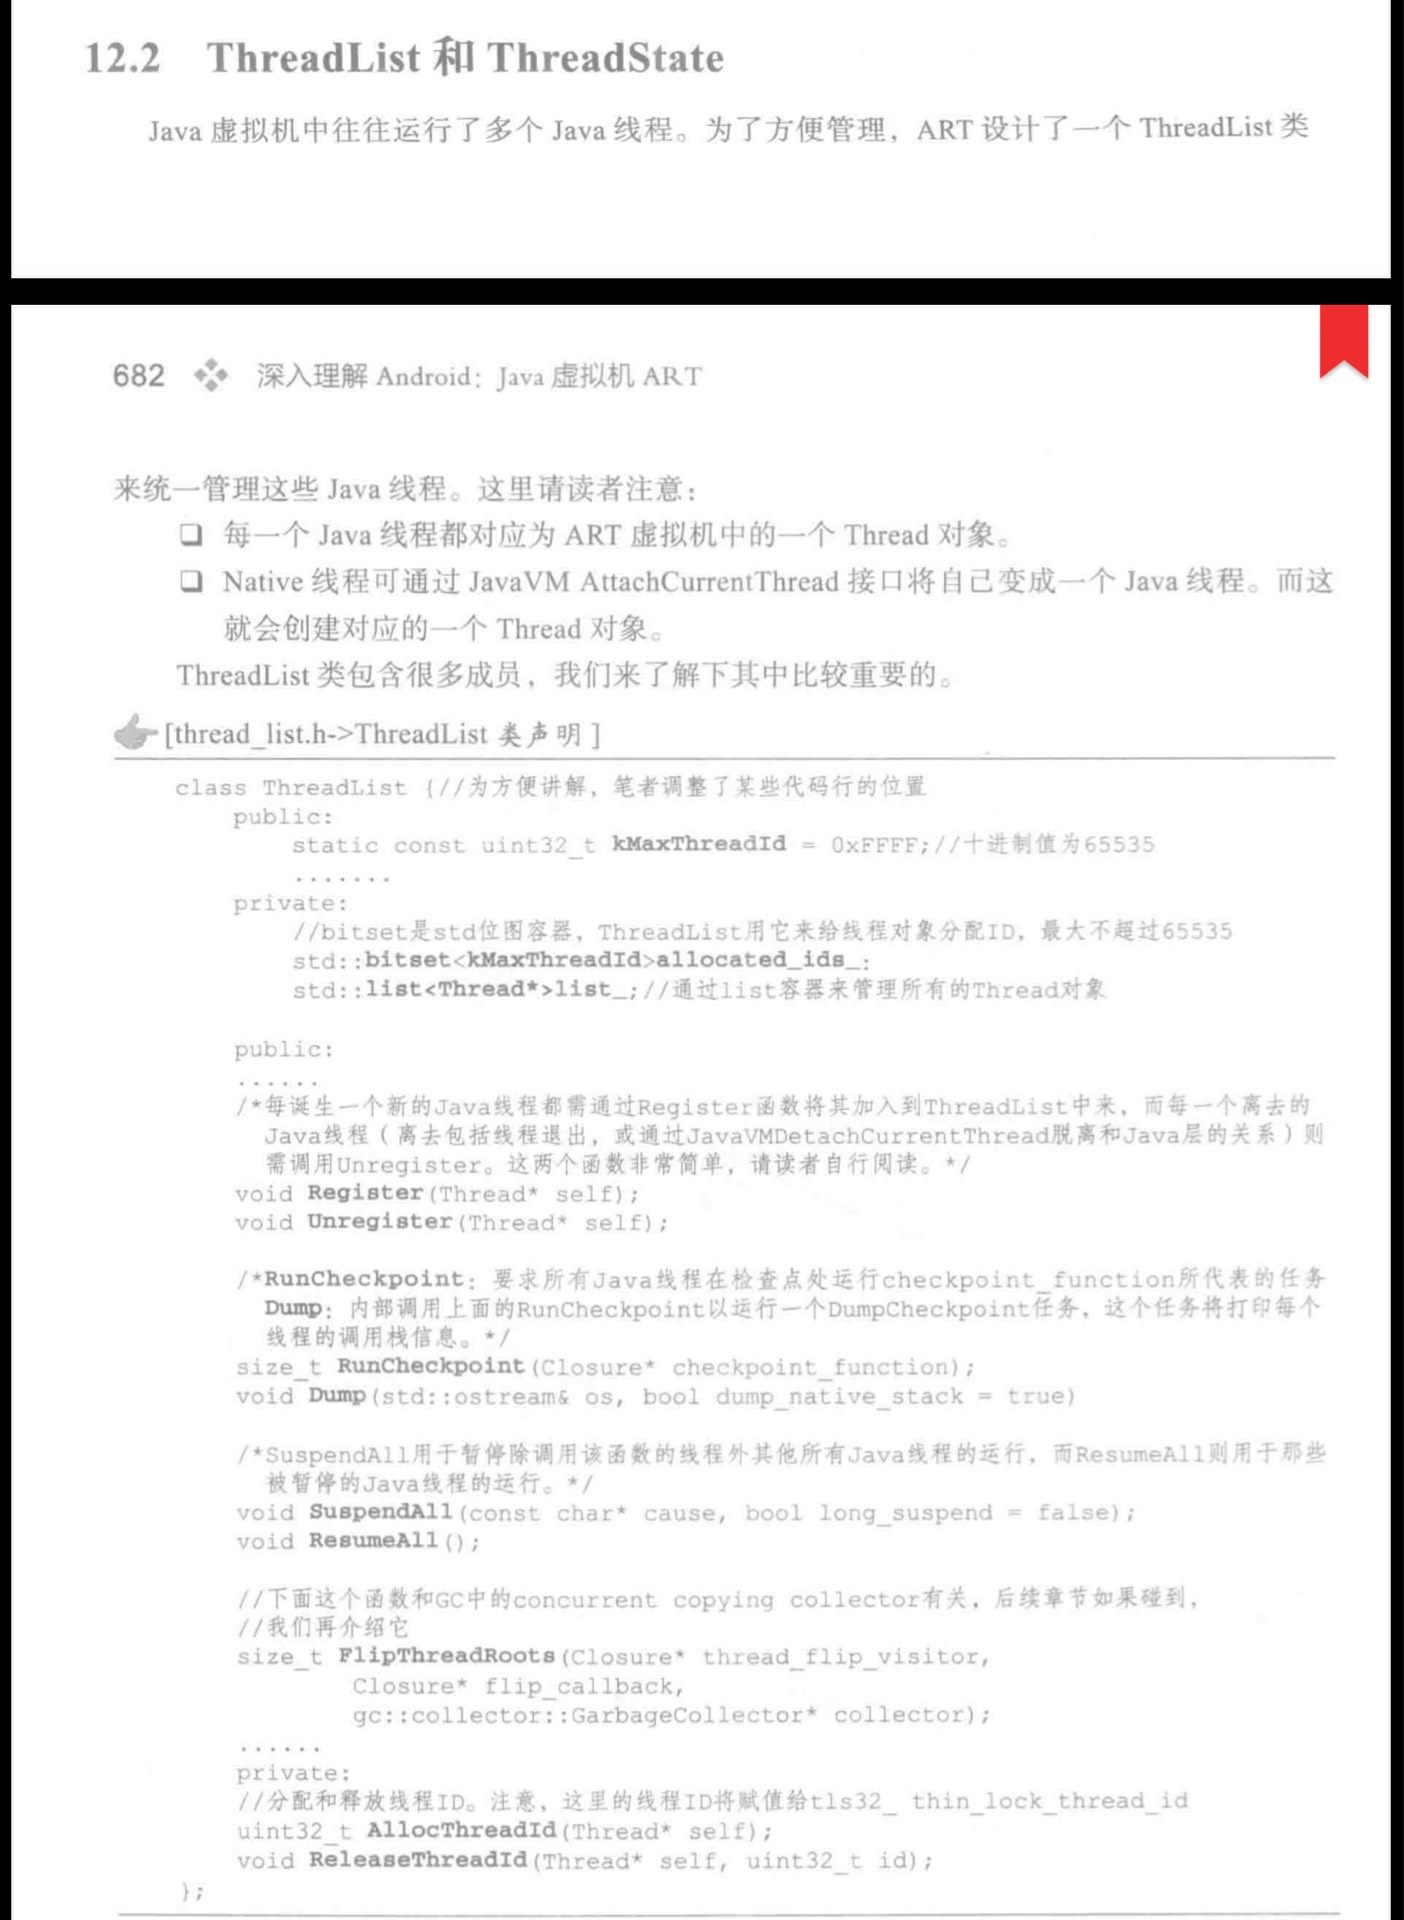 12.2 ThreadList 和 ThreadState
Java 虚拟机中往往运行了多个 Java 线程。为了方便管理，ART 设计了一个 ThreadList 类
682 深入理解 Android：Java 虚拟机 ART
来统一管理这些 Java 线程。这里请读者注意：
❑ 每一个 Java 线程都对应为 ART 虚拟机中的一个 Thread 对象。
❑ Native 线程可通过 JavaVM AttachCurrentThread 接口将自己变成一个 Java 线程。而这
就会创建对应的一个 Thread 对象。
ThreadList 类包含很多成员，我们来了解下其中比较重要的。
[thread_list.h->ThreadList 类声明]
class ThreadList {//为方便讲解，笔者调整了某些代码行的位置
public:
static const uint32_t kMaxThreadId = 0xFFFF;//十进制值为65535
.......
private:
//bitset是std位图容器，ThreadList用它来给线程对象分配ID，最大不超过65535
std::bitset<kMaxThreadId>allocated_ids_;
std::list<Thread*>list_;//通过list容器来管理所有的Thread对象
public:
......
/*每诞生一个新的Java线程都需通过Register函数将其加入到ThreadList中来，而每一个离去的
Java线程（离去包括线程退出，或通过JavaVMDetachCurrentThread脱离和Java层的关系）则
需调用Unregister。这两个函数非常简单，请读者自行阅读。*/
void Register(Thread* self);
void Unregister(Thread* self);
/*RunCheckpoint：要求所有Java线程在检查点处运行checkpoint_function所代表的任务
Dump：内部调用上面的RunCheckpoint以运行一个DumpCheckpoint任务，这个任务将打印每个
线程的调用栈信息。*/
size_t RunCheckpoint(Closure* checkpoint_function);
void Dump(std::ostream& os, bool dump_native_stack = true)
/*SuspendAll用于暂停除调用该函数的线程外其他所有Java线程的运行，而ResumeAll则用于那些
被暂停的Java线程的运行。*/
void SuspendAll(const char* cause, bool long_suspend = false);
void ResumeAll();
//下面这个函数和GC中的concurrent copying collector有关，后续章节如果碰到，
//我们再介绍它
size_t FlipThreadRoots(Closure* thread_flip_visitor,
Closure* flip_callback,
gc::collector::GarbageCollector* collector);
......
private:
//分配和释放线程ID。注意，这里的线程ID将赋值给tls32_ thin_lock_thread_id
uint32_t AllocThreadId(Thread* self);
void ReleaseThreadId(Thread* self, uint32_t id);
};